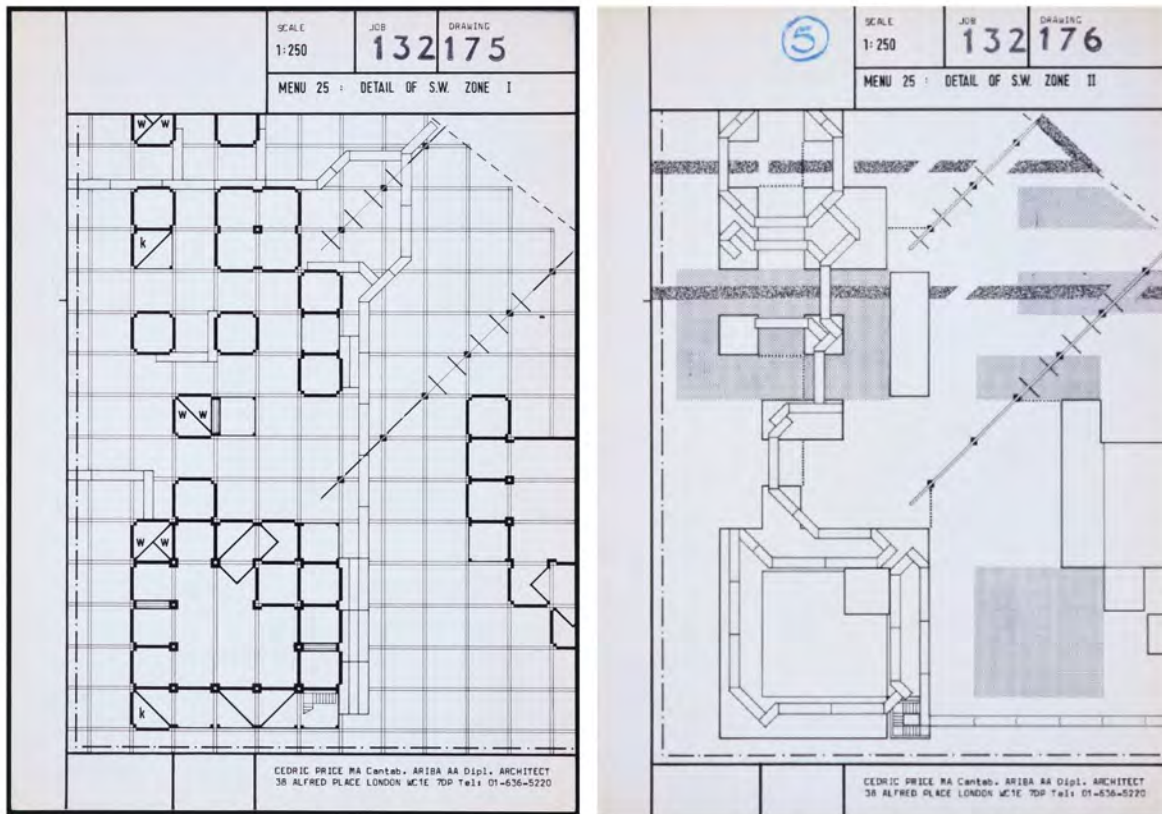 SCALE
1:250
JOB
132
DRAWING
175
MENU 25 : DETAIL OF S.W. ZONE I
w w
k
w w
w w
k
CEDRIC PRICE MA Cantab. ARIBA AA Dipl. ARCHITECT
38 ALFRED PLACE LONDON WC1E 7DP Tel: 01-636-5220
5
SCALE
1:250
JOB
132
DRAWING
176
MENU 25 : DETAIL OF S.W. ZONE II
CEDRIC PRICE MA Cantab. ARIBA AA Dipl. ARCHITECT
38 ALFRED PLACE LONDON WC1E 7DP Tel: 01-636-5220